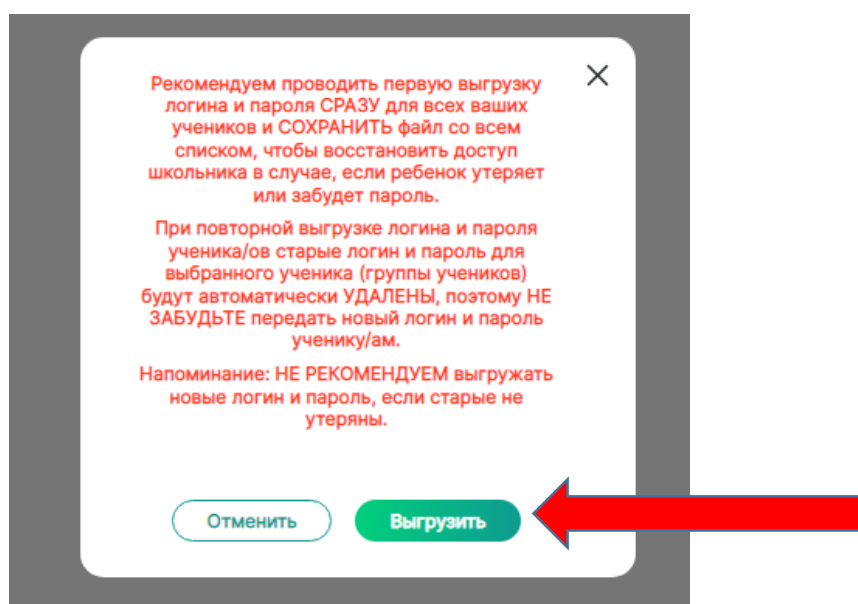 Рекомендуем проводить первую выгрузку
логина и пароля СРАЗУ для всех ваших
учеников и СОХРАНИТЬ файл со всем
списком, чтобы восстановить доступ
школьника в случае, если ребенок утеряет
или забудет пароль.
При повторной выгрузке логина и пароля
ученика/ов старые логин и пароль для
выбранного ученика (группы учеников)
будут автоматически УДАЛЕНЫ, поэтому НЕ
ЗАБУДЬТЕ передать новый логин и пароль
ученику/ам.
Напоминание: НЕ РЕКОМЕНДУЕМ выгружать
новые логин и пароль, если старые не
утеряны.
Отменить Выгрузить